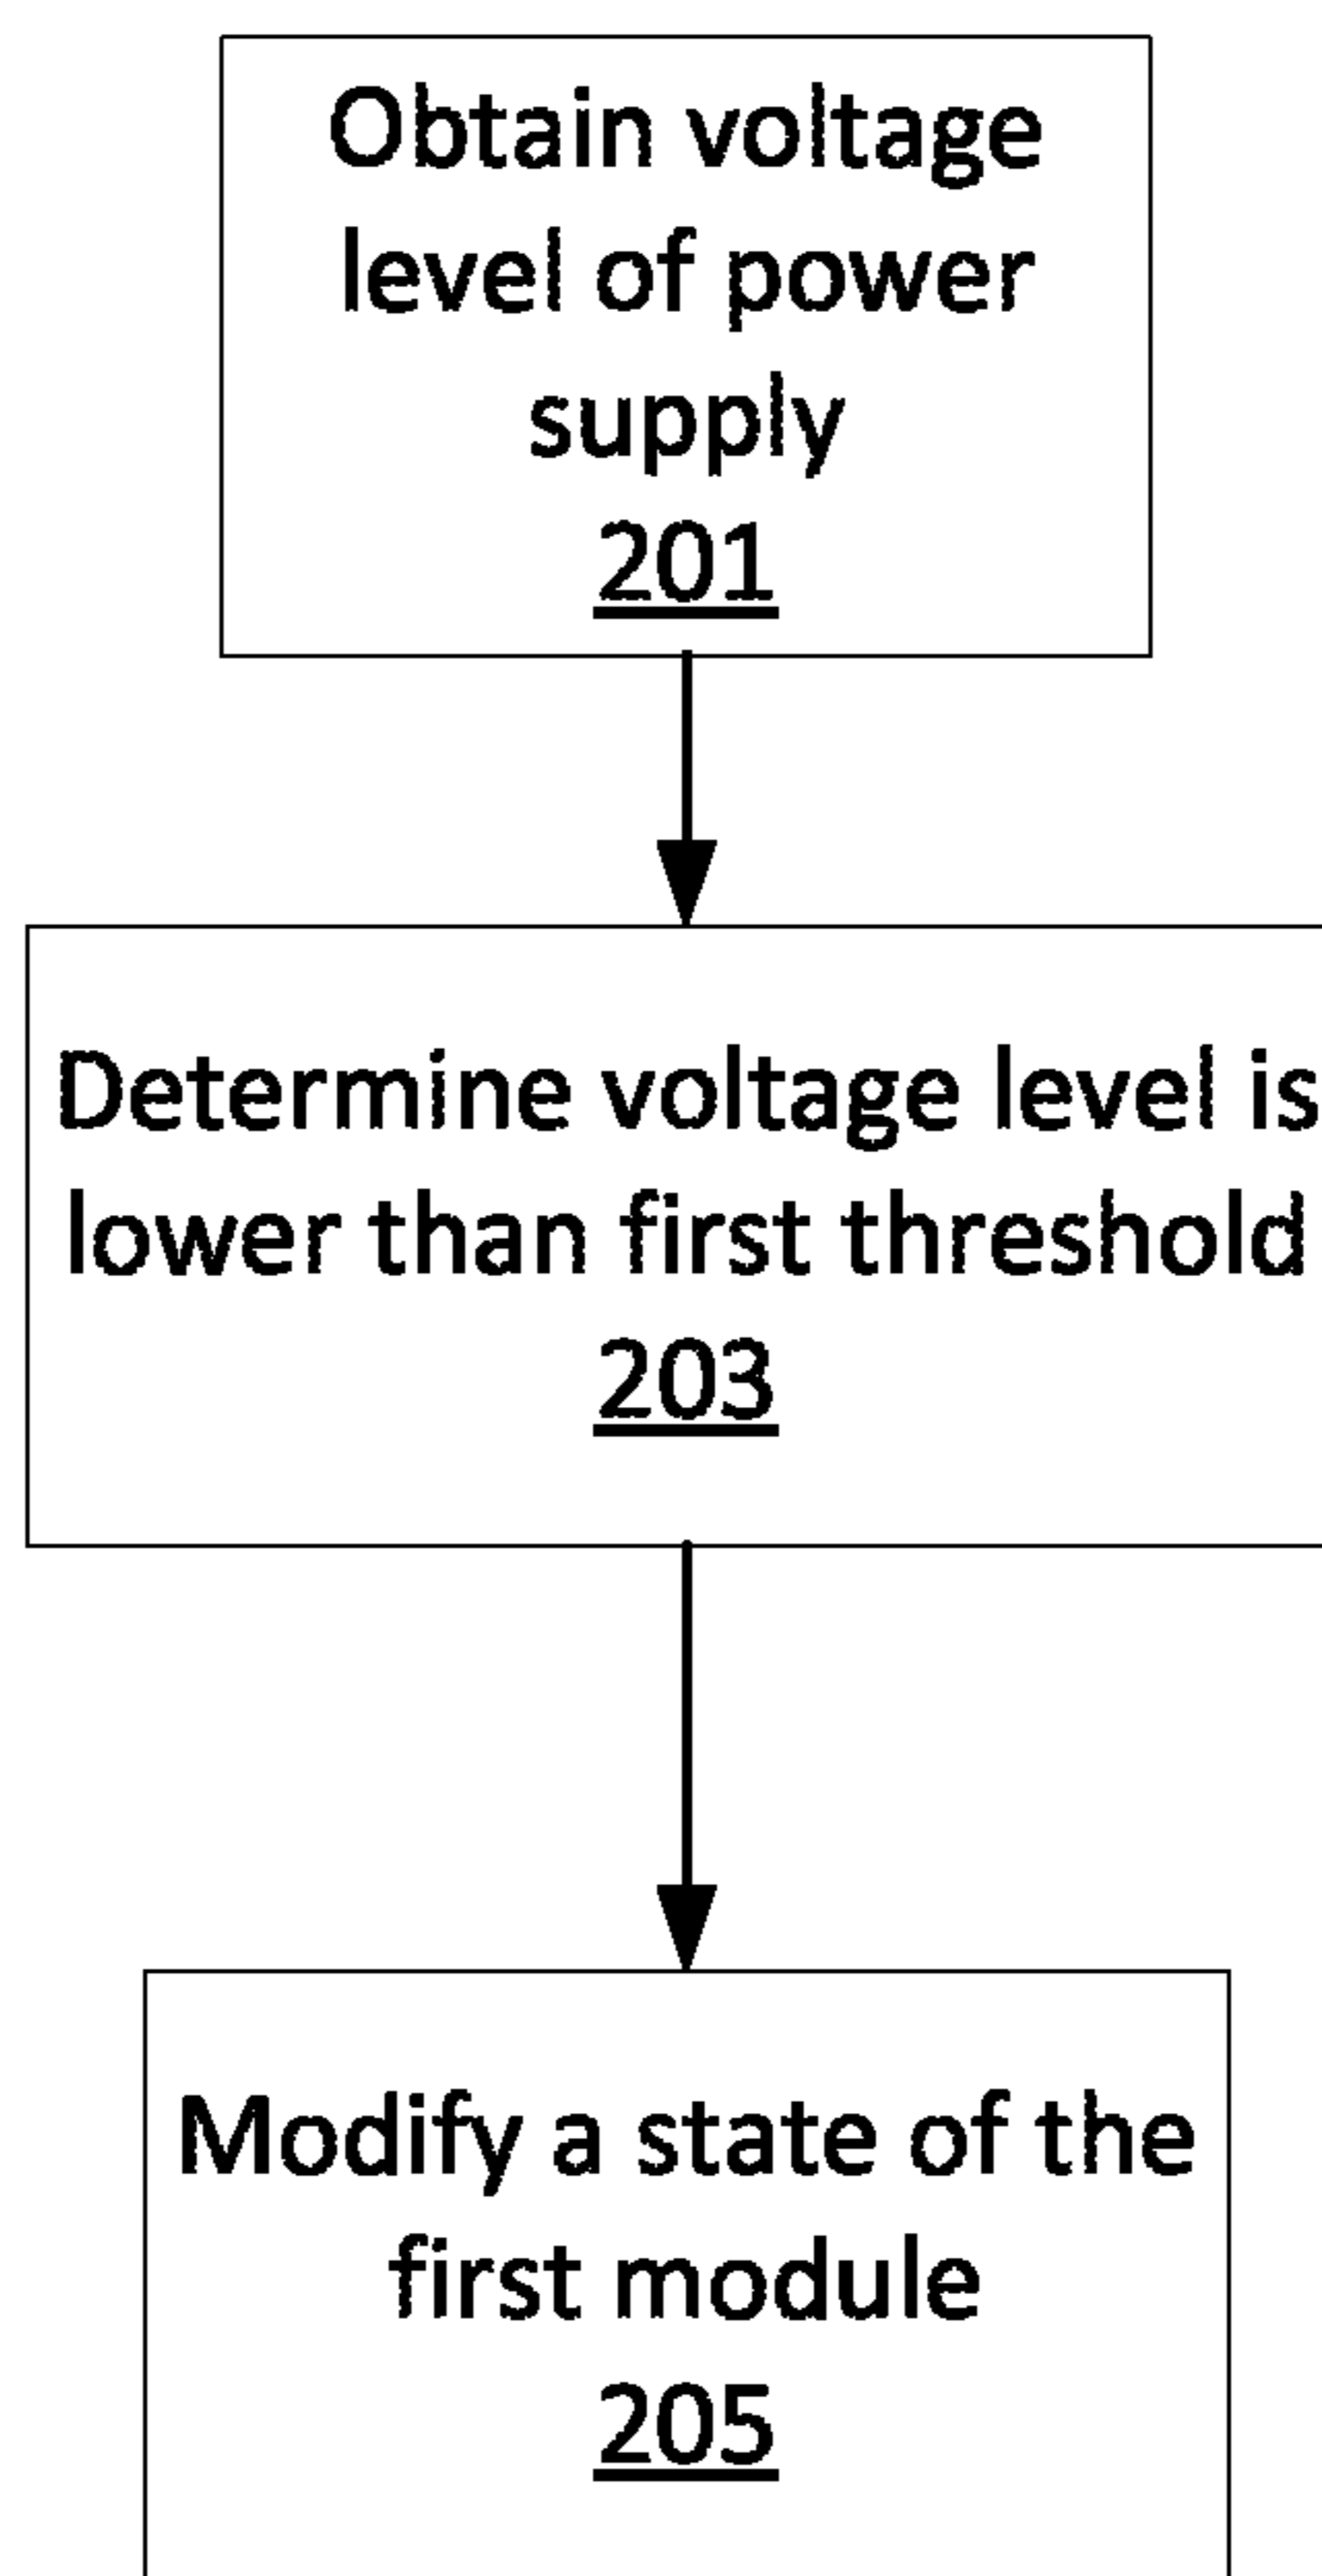 Obtain voltage
level of power
supply
201
Determine voltage level is
lower than first threshold
203
Modify a state of the
first module
205